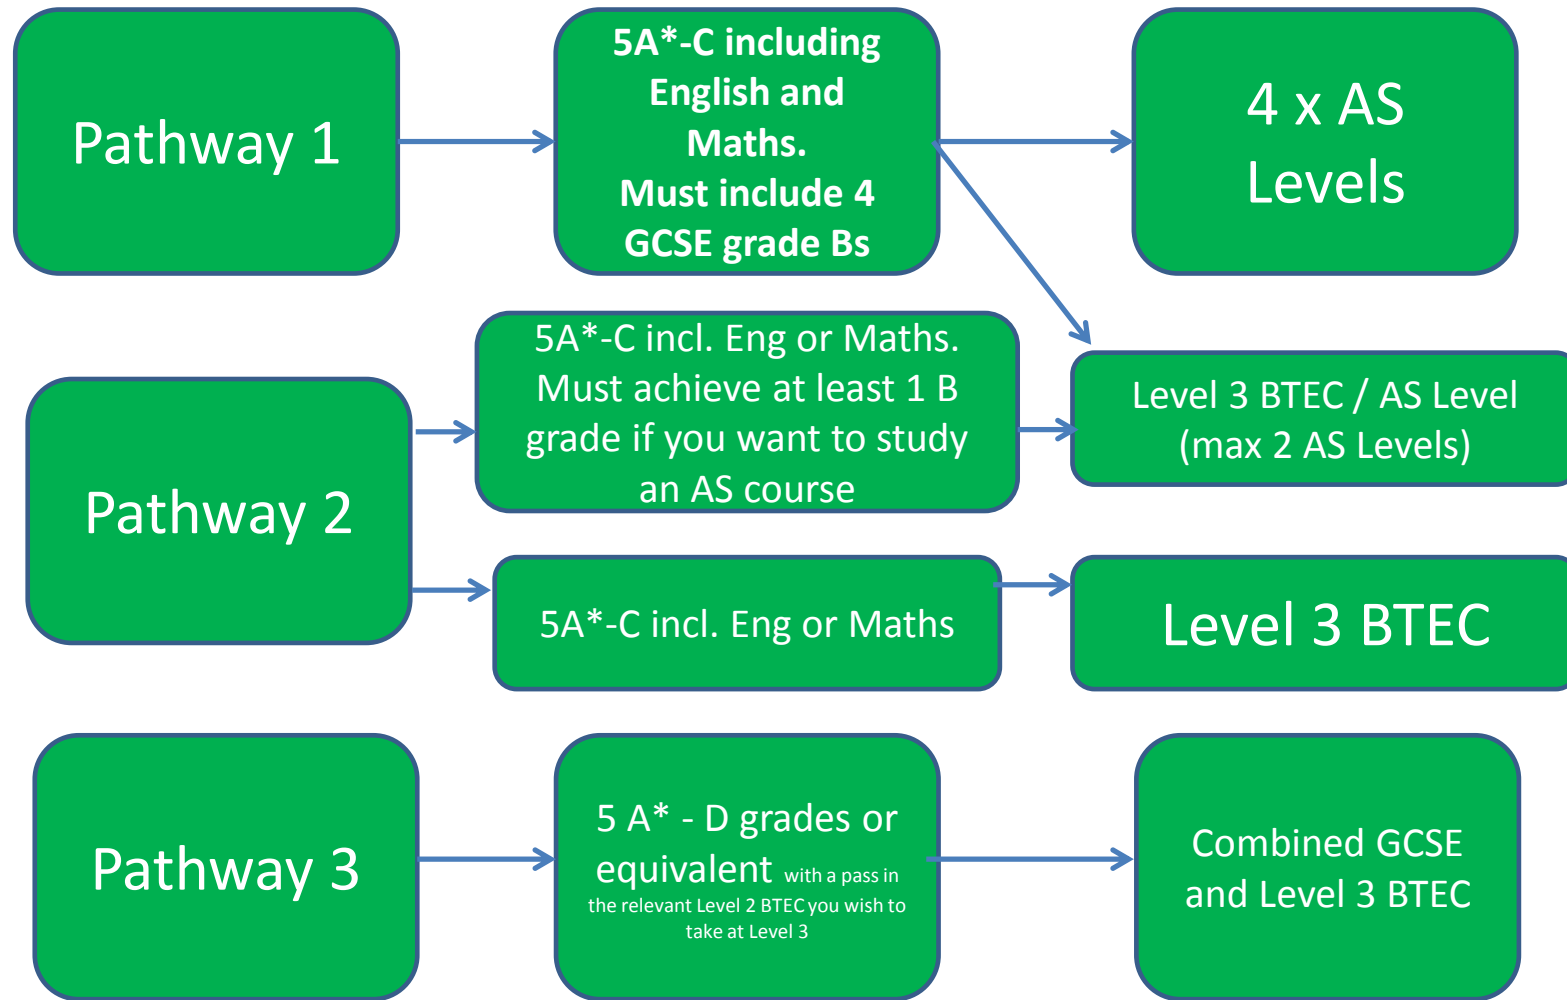 Pathway 1
5A*-C including
English and
Maths.
Must include 4
GCSE grade Bs
4 x AS
Levels
Pathway 2
5A*-C incl. Eng or Maths.
Must achieve at least 1 B
grade if you want to study
an AS course
Level 3 BTEC / AS Level
(max 2 AS Levels)
5A*-C incl. Eng or Maths
Level 3 BTEC
Pathway 3
5 A* - D grades or
equivalent with a pass in
the relevant Level 2 BTEC you wish to
take at Level 3
Combined GCSE
and Level 3 BTEC